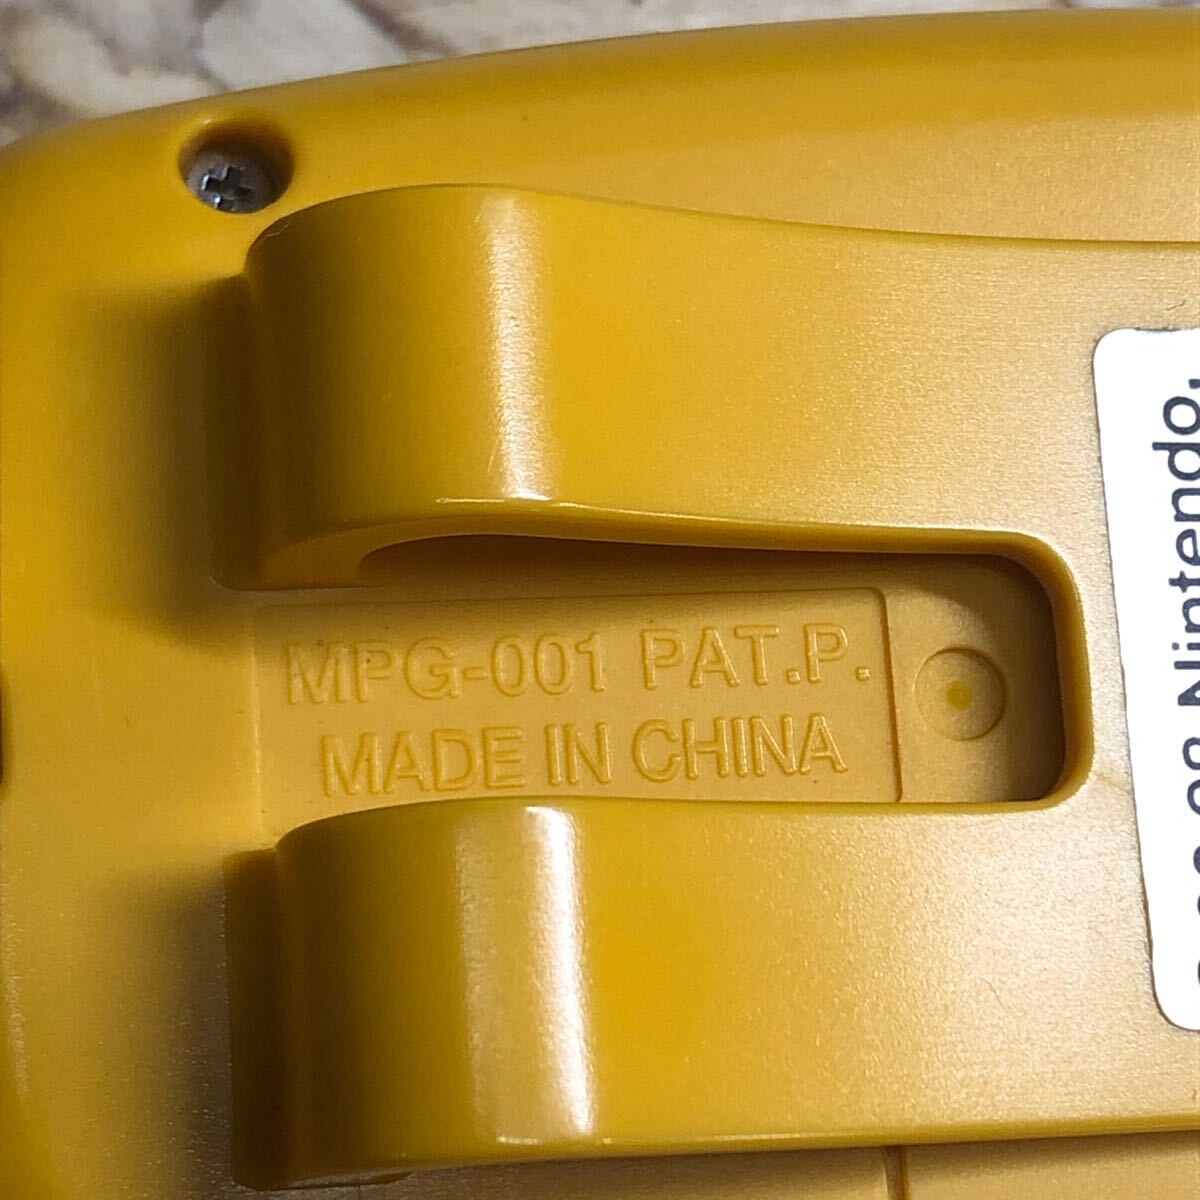 MPG-001 PAT.P.
MADE IN CHINA
Nintendo.